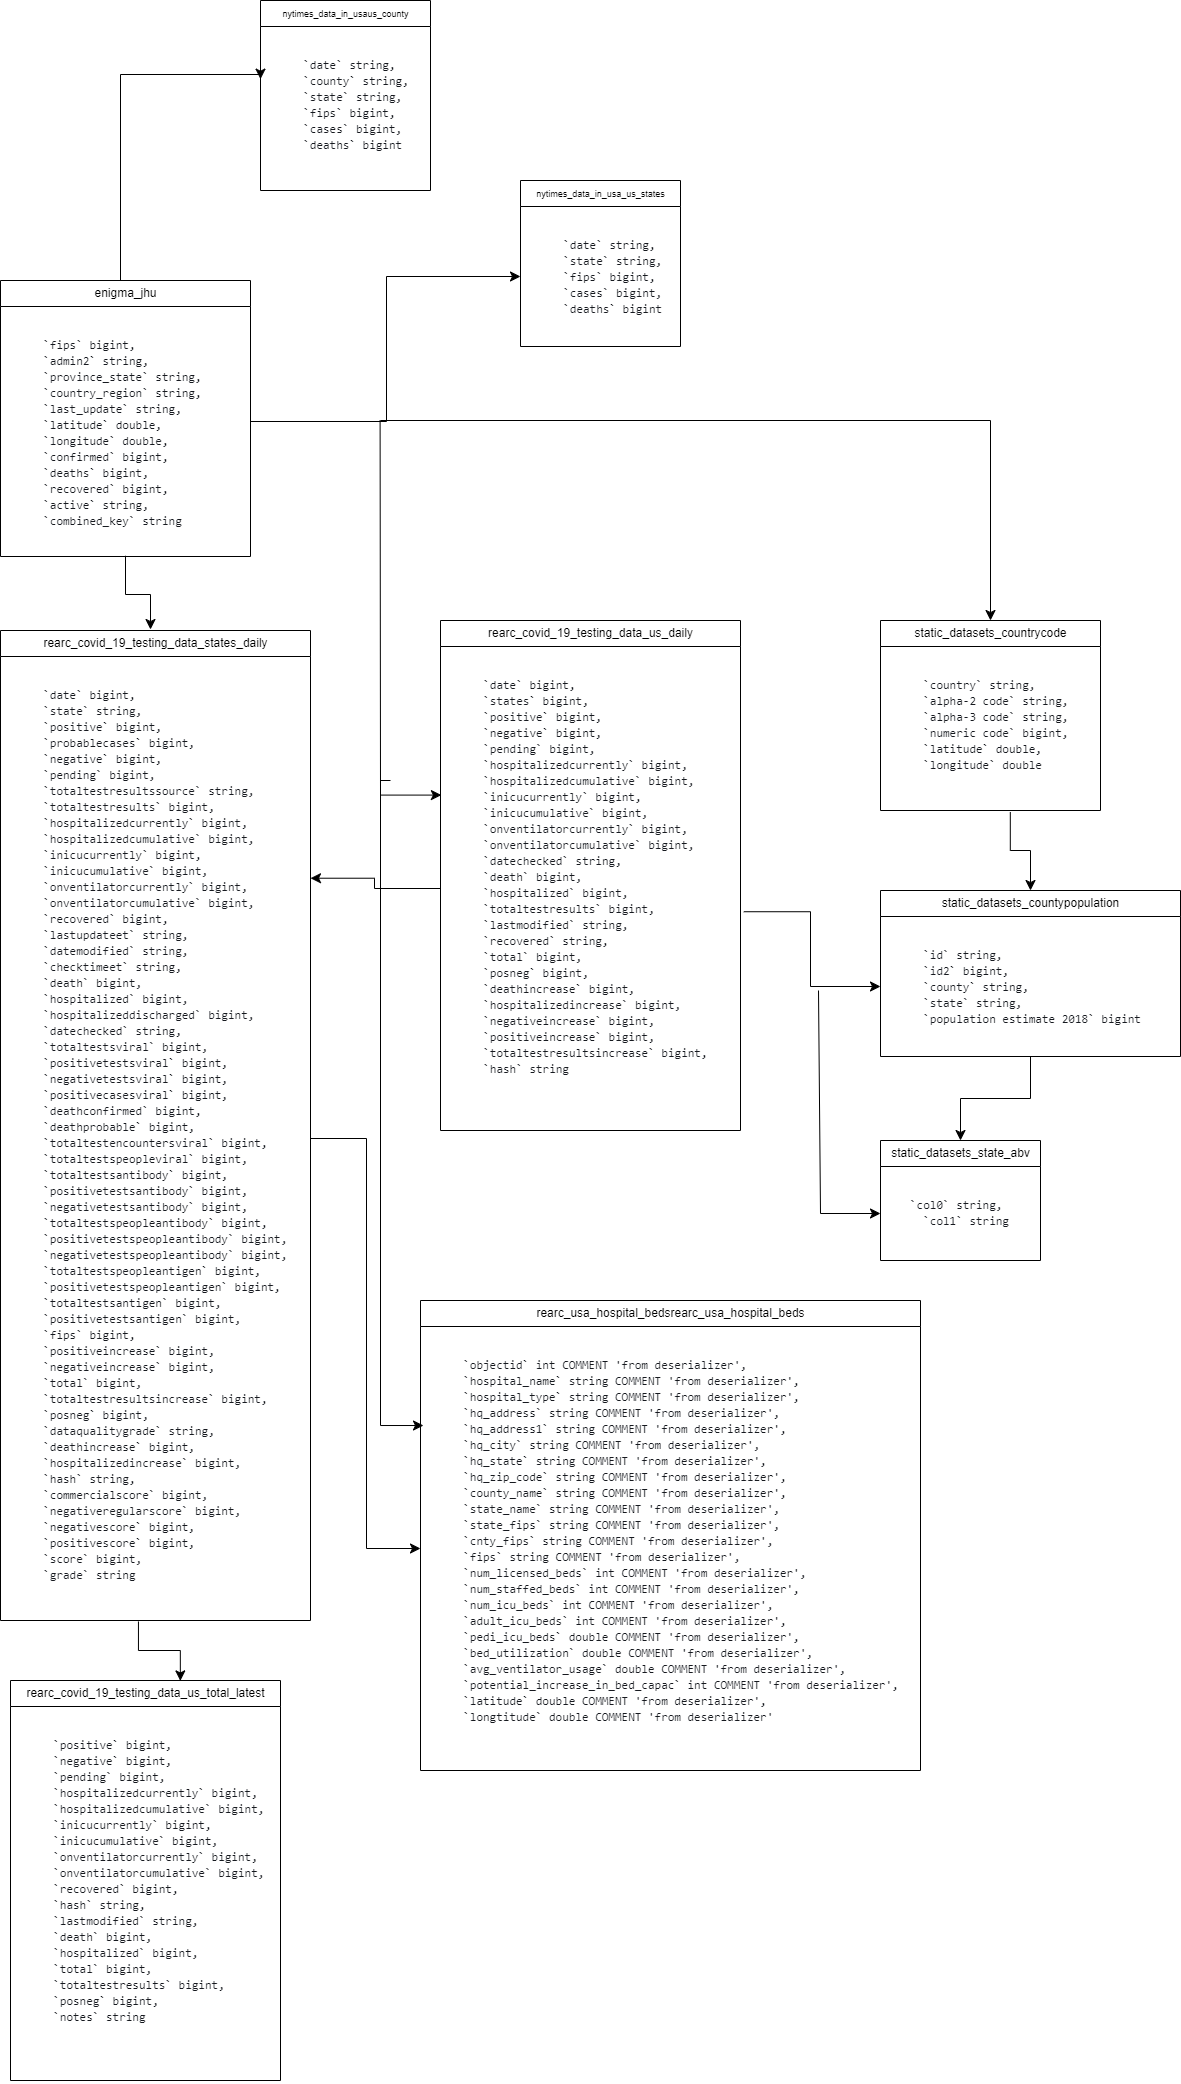 nytimes_data_in_usaus_county
`date` string,
`county` string,
`state` string,
`fips` bigint,
`cases` bigint,
`deaths` bigint
nytimes_data_in_usa_us_states
`date` string,
`state` string,
`fips` bigint,
`cases` bigint,
`deaths` bigint
enigma_jhu
`fips` bigint,
`admin2` string,
`province_state` string,
`country_region` string,
`last_update` string,
`latitude` double,
`longitude` double,
`confirmed` bigint,
`deaths` bigint,
`recovered` bigint,
`active` string,
`combined_key` string
rearc_covid_19_testing_data_states_daily
`date` bigint,
`state` string,
`positive` bigint,
`probablecases` bigint,
`negative` bigint,
`pending` bigint,
`totaltestresultssource` string,
`totaltestresults` bigint,
`hospitalizedcurrently` bigint,
`hospitalizedcumulative` bigint,
`inicucurrently` bigint,
`inicucumulative` bigint,
`onventilatorcurrently` bigint,
`onventilatorcumulative` bigint,
`recovered` bigint,
`lastupdateet` string,
`datemodified` string,
`checktimeet` string,
`death` bigint,
`hospitalized` bigint,
`hospitalizeddischarged` bigint,
`datechecked` string,
`totaltestsviral` bigint,
`positivetestsviral` bigint,
`negativetestsviral` bigint,
`positivecasesviral` bigint,
`deathconfirmed` bigint,
`deathprobable` bigint,
`totaltestencountersviral` bigint,
`totaltestspeopleviral` bigint,
`totaltestsantibody` bigint,
`positivetestsantibody` bigint,
`negativetestsantibody` bigint,
`totaltestspeopleantibody` bigint,
`positivetestspeopleantibody` bigint,
`negativetestspeopleantibody` bigint,
`totaltestspeopleantigen` bigint,
`positivetestspeopleantigen` bigint,
`totaltestsantigen` bigint,
`positivetestsantigen` bigint,
`fips` bigint,
`positiveincrease` bigint,
`negativeincrease` bigint,
`total` bigint,
`totaltestresultsincrease` bigint,
`posneg` bigint,
`dataqualitygrade` string,
`deathincrease` bigint,
`hospitalizedincrease` bigint,
`hash` string,
`commercialscore` bigint,
`negativeregularscore` bigint,
`negativescore` bigint,
`positivescore` bigint,
`score` bigint,
`grade` string
rearc_covid_19_testing_data_us_daily
`date` bigint,
`states` bigint,
`positive` bigint,
`negative` bigint,
`pending` bigint,
`hospitalizedcurrently` bigint,
`hospitalizedcumulative` bigint,
`inicucurrently` bigint,
`inicucumulative` bigint,
`onventilatorcurrently` bigint,
`onventilatorcumulative` bigint,
`datechecked` string,
`death` bigint,
`hospitalized` bigint,
`totaltestresults` bigint,
`lastmodified` string,
`recovered` string,
`total` bigint,
`posneg` bigint,
`deathincrease` bigint,
`hospitalizedincrease` bigint,
`negativeincrease` bigint,
`positiveincrease` bigint,
`totaltestresultsincrease` bigint,
`hash` string
static_datasets_countrycode
`country` string,
`alpha-2 code` string,
`alpha-3 code` string,
`numeric code` bigint,
`latitude` double,
`longitude` double
static_datasets_countypopulation
`id` string,
`id2` bigint,
`county` string,
`state` string,
`population estimate 2018` bigint
static_datasets_state_abv
`col0` string,
`col1` string
rearc_usa_hospital_bedsrearc_usa_hospital_beds
`objectid` int COMMENT 'from deserializer',
`hospital_name` string COMMENT 'from deserializer',
`hospital_type` string COMMENT 'from deserializer',
`hq_address` string COMMENT 'from deserializer',
`hq_address1` string COMMENT 'from deserializer',
`hq_city` string COMMENT 'from deserializer',
`hq_state` string COMMENT 'from deserializer',
`hq_zip_code` string COMMENT 'from deserializer',
`county_name` string COMMENT 'from deserializer',
`state_name` string COMMENT 'from deserializer',
`state_fips` string COMMENT 'from deserializer',
`cnty_fips` string COMMENT 'from deserializer',
`fips` string COMMENT 'from deserializer',
`num_licensed_beds` int COMMENT 'from deserializer',
`num_staffed_beds` int COMMENT 'from deserializer',
`num_icu_beds` int COMMENT 'from deserializer',
`adult_icu_beds` int COMMENT 'from deserializer',
`pedi_icu_beds` double COMMENT 'from deserializer',
`bed_utilization` double COMMENT 'from deserializer',
`avg_ventilator_usage` double COMMENT 'from deserializer',
`potential_increase_in_bed_capac` int COMMENT 'from deserializer',
`latitude` double COMMENT 'from deserializer',
`longtitude` double COMMENT 'from deserializer'
rearc_covid_19_testing_data_us_total_latest
`positive` bigint,
`negative` bigint,
`pending` bigint,
`hospitalizedcurrently` bigint,
`hospitalizedcumulative` bigint,
`inicucurrently` bigint,
`inicucumulative` bigint,
`onventilatorcurrently` bigint,
`onventilatorcumulative` bigint,
`recovered` bigint,
`hash` string,
`lastmodified` string,
`death` bigint,
`hospitalized` bigint,
`total` bigint,
`totaltestresults` bigint,
`posneg` bigint,
`notes` string